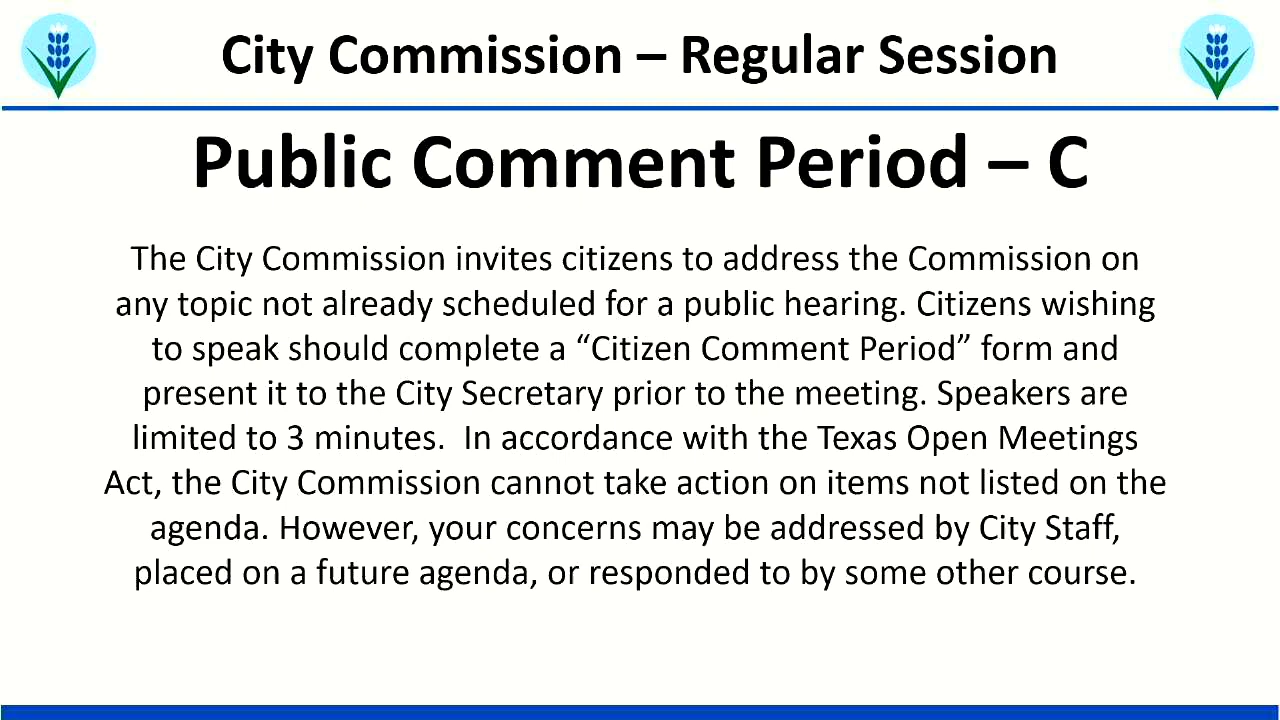 City Commission – Regular Session
Public Comment Period – C
The City Commission invites citizens to address the Commission on
any topic not already scheduled for a public hearing. Citizens wishing
to speak should complete a “Citizen Comment Period” form and
present it to the City Secretary prior to the meeting. Speakers are
limited to 3 minutes.  In accordance with the Texas Open Meetings
Act, the City Commission cannot take action on items not listed on the
agenda. However, your concerns may be addressed by City Staff,
placed on a future agenda, or responded to by some other course.